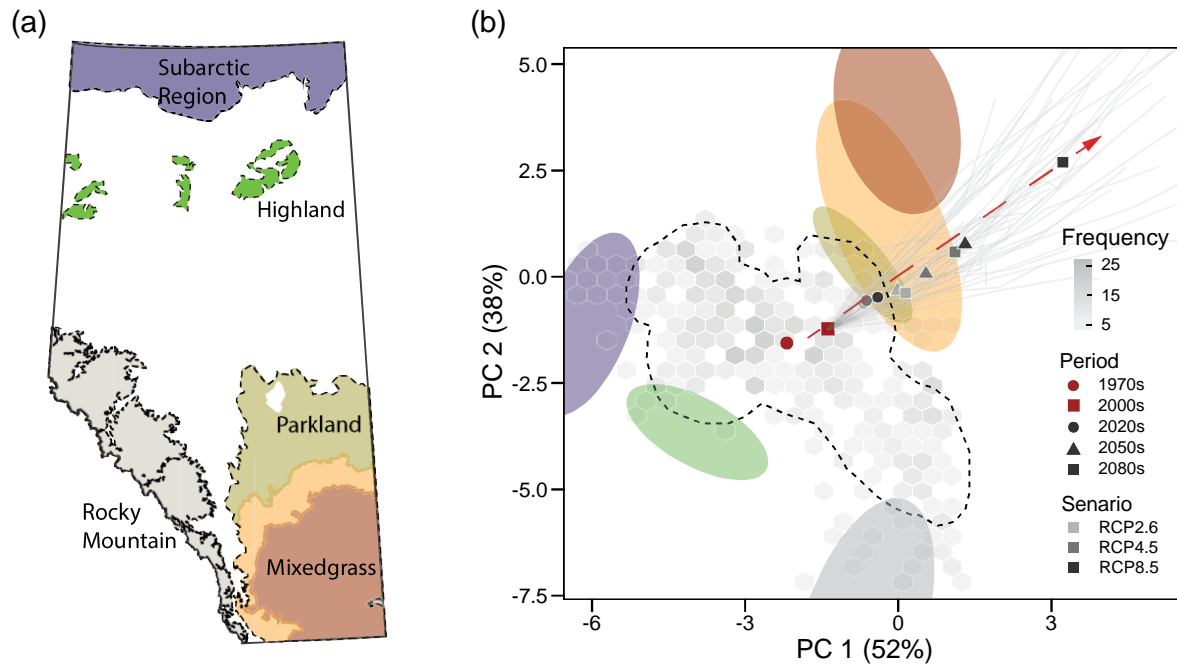 (a)
Subarctic
Region
Highland
Parkland
Rocky
Mountain
Mixedgrass
(b)
5.0
2.5
0.0
-2.5
-5.0
-7.5
PC 2 (38%)
-6
-3
0
3
PC 1 (52%)
Frequency
25
15
5
Period
1970s
2000s
2020s
2050s
2080s
Senario
RCP2.6
RCP4.5
RCP8.5